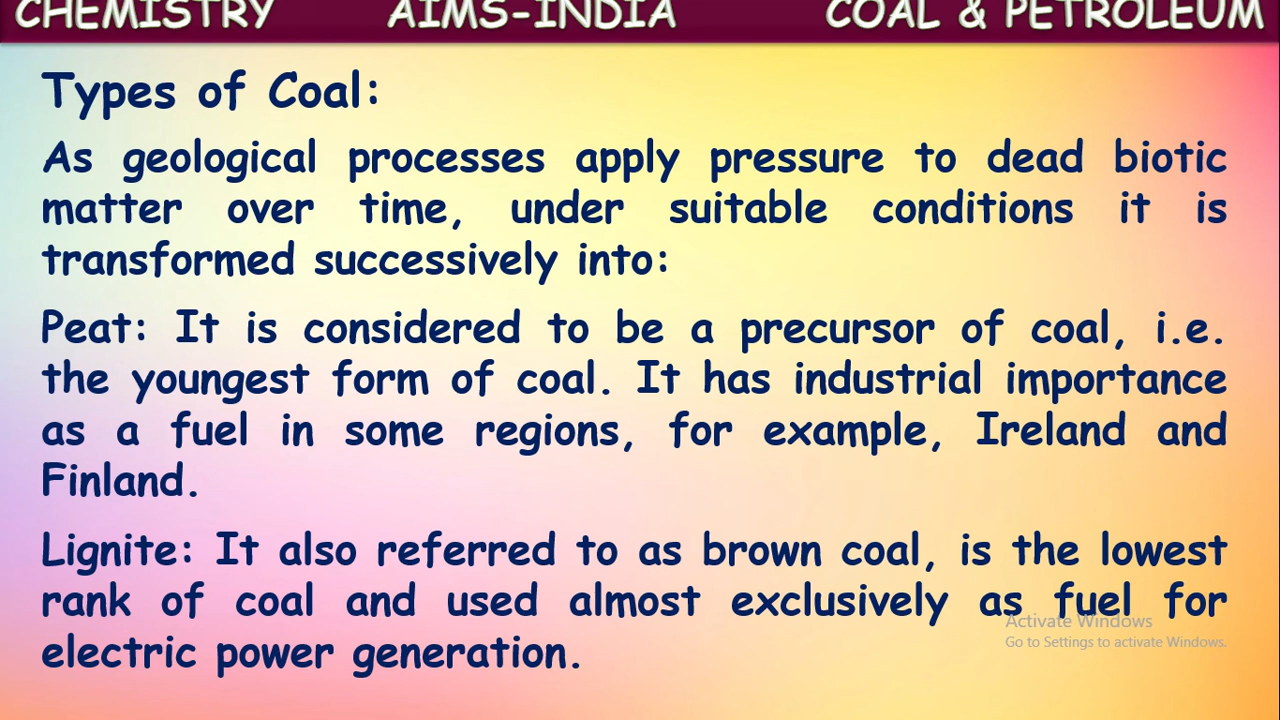 CHEMISTRY AIMS-INDIA COAL & PETROLEUM
Types of Coal:
As geological processes apply pressure to dead biotic
matter over time, under suitable conditions it is
transformed successively into:
Peat: It is considered to be a precursor of coal, i.e.
the youngest form of coal. It has industrial importance
as a fuel in some regions, for example, Ireland and
Finland.
Lignite: It also referred to as brown coal, is the lowest
rank of coal and used almost exclusively as fuel for
electric power generation.
Activate Windows
Go to Settings to activate Windows.